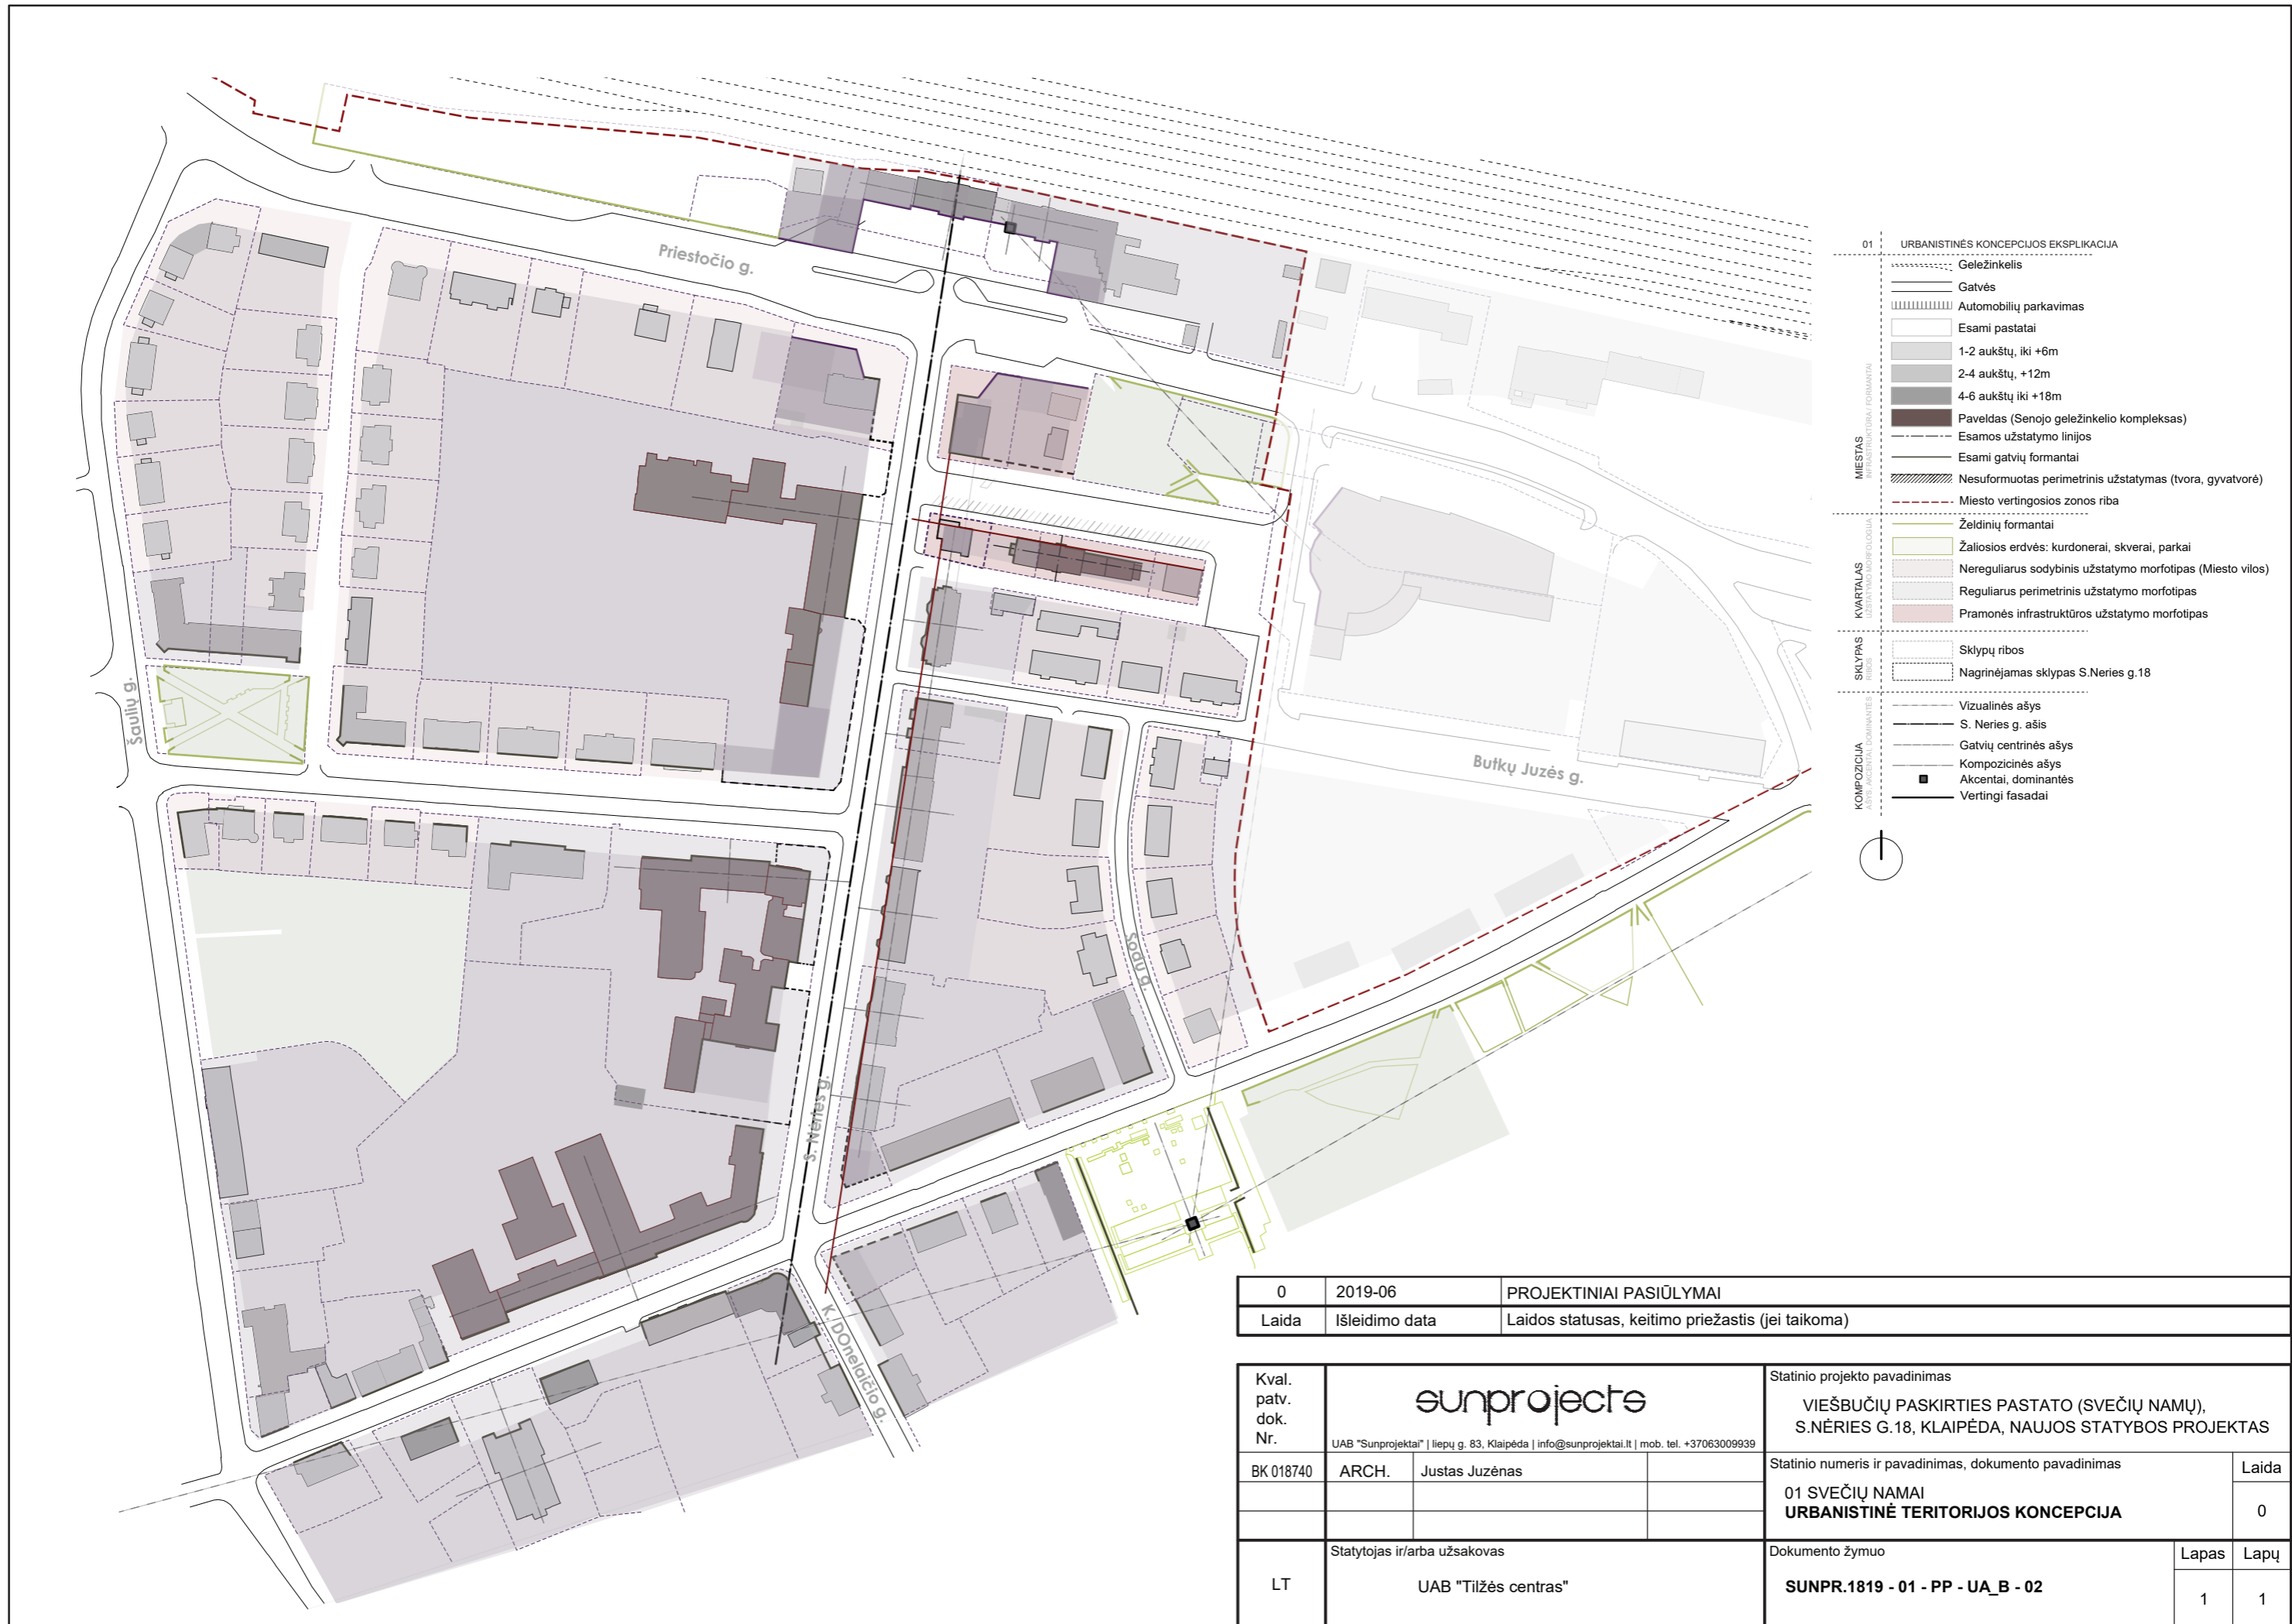 Priestočio g.
Šaulių g.
Butkų Juzės g.
Sodų g.
S. Nėries g.
K. DOnelaičio g.
01 URBANISTINĖS KONCEPCIJOS EKSPLIKACIJA
MIESTAS
INFRASTRUKTŪRA / FORMANTAI
Geležinkelis
Gatvės
Automobilių parkavimas
Esami pastatai
1-2 aukštų, iki +6m
2-4 aukštų, +12m
4-6 aukštų iki +18m
Paveldas (Senojo geležinkelio kompleksas)
Esamos užstatymo linijos
Esami gatvių formantai
Nesuformuotas perimetrinis užstatymas (tvora, gyvatvorė)
Miesto vertingosios zonos riba
KVARTALAS
UŽSTATYMO MORFOLOGIJA
Želdinių formantai
Žaliosios erdvės: kurdonerai, skverai, parkai
Nereguliarus sodybinis užstatymo morfotipas (Miesto vilos)
Reguliarus perimetrinis užstatymo morfotipas
Pramonės infrastruktūros užstatymo morfotipas
SKLYPAS
RIBOS
Sklypų ribos
Nagrinėjamas sklypas S.Neries g.18
KOMPOZICIJA
AŠYS, AKCENTAI, DOMINANTĖS
Vizualinės ašys
S. Neries g. ašis
Gatvių centrinės ašys
Kompozicinės ašys
Akcentai, dominantės
Vertingi fasadai
0 2019-06 PROJEKTINIAI PASIŪLYMAI
Laida Išleidimo data Laidos statusas, keitimo priežastis (jei taikoma)
Kval.
patv.
dok.
Nr.
sunprojects
UAB "Sunprojektai" | liepų g. 83, Klaipėda | info@sunprojektai.lt | mob. tel. +37063009939
Statinio projekto pavadinimas
VIEŠBUČIŲ PASKIRTIES PASTATO (SVEČIŲ NAMŲ),
S.NĖRIES G.18, KLAIPĖDA, NAUJOS STATYBOS PROJEKTAS
BK 018740 ARCH. Justas Juzėnas
Statinio numeris ir pavadinimas, dokumento pavadinimas Laida
01 SVEČIŲ NAMAI
URBANISTINĖ TERITORIJOS KONCEPCIJA 0
LT
Statytojas ir/arba užsakovas
UAB "Tilžės centras"
Dokumento žymuo Lapas Lapų
SUNPR.1819 - 01 - PP - UA_B - 02 1 1